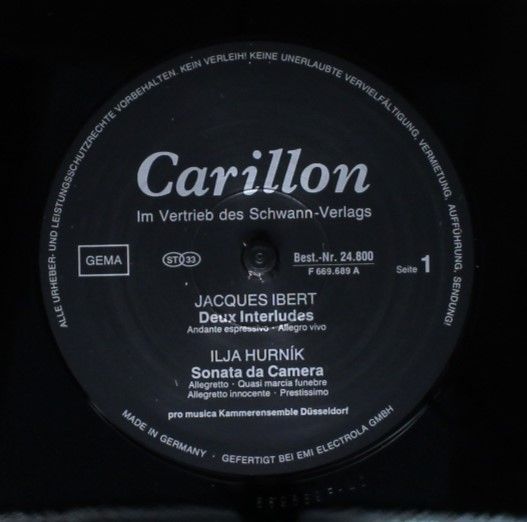 ALLE URHEBER- UND LEISTUNGSSCHUTZRECHTE VORBEHALTEN. KEIN VERLEIH! KEINE UNERLAUBTE VERVIELFÄLTIGUNG, VERMIETUNG, AUFFÜHRUNG, SENDUNG!
Carillon
Im Vertrieb des Schwann-Verlags
GEMA
STO 33
Best.-Nr. 24.800
F 669.689 A
Seite 1
JACQUES IBERT
Deux Interludes
Andante espressivo · Allegro vivo
ILJA HURNÍK
Sonata da Camera
Allegretto · Quasi marcia funebre
Allegretto innocente · Prestissimo
pro musica Kammerensemble Düsseldorf
MADE IN GERMANY · GEFERTIGT BEI EMI ELECTROLA GMBH